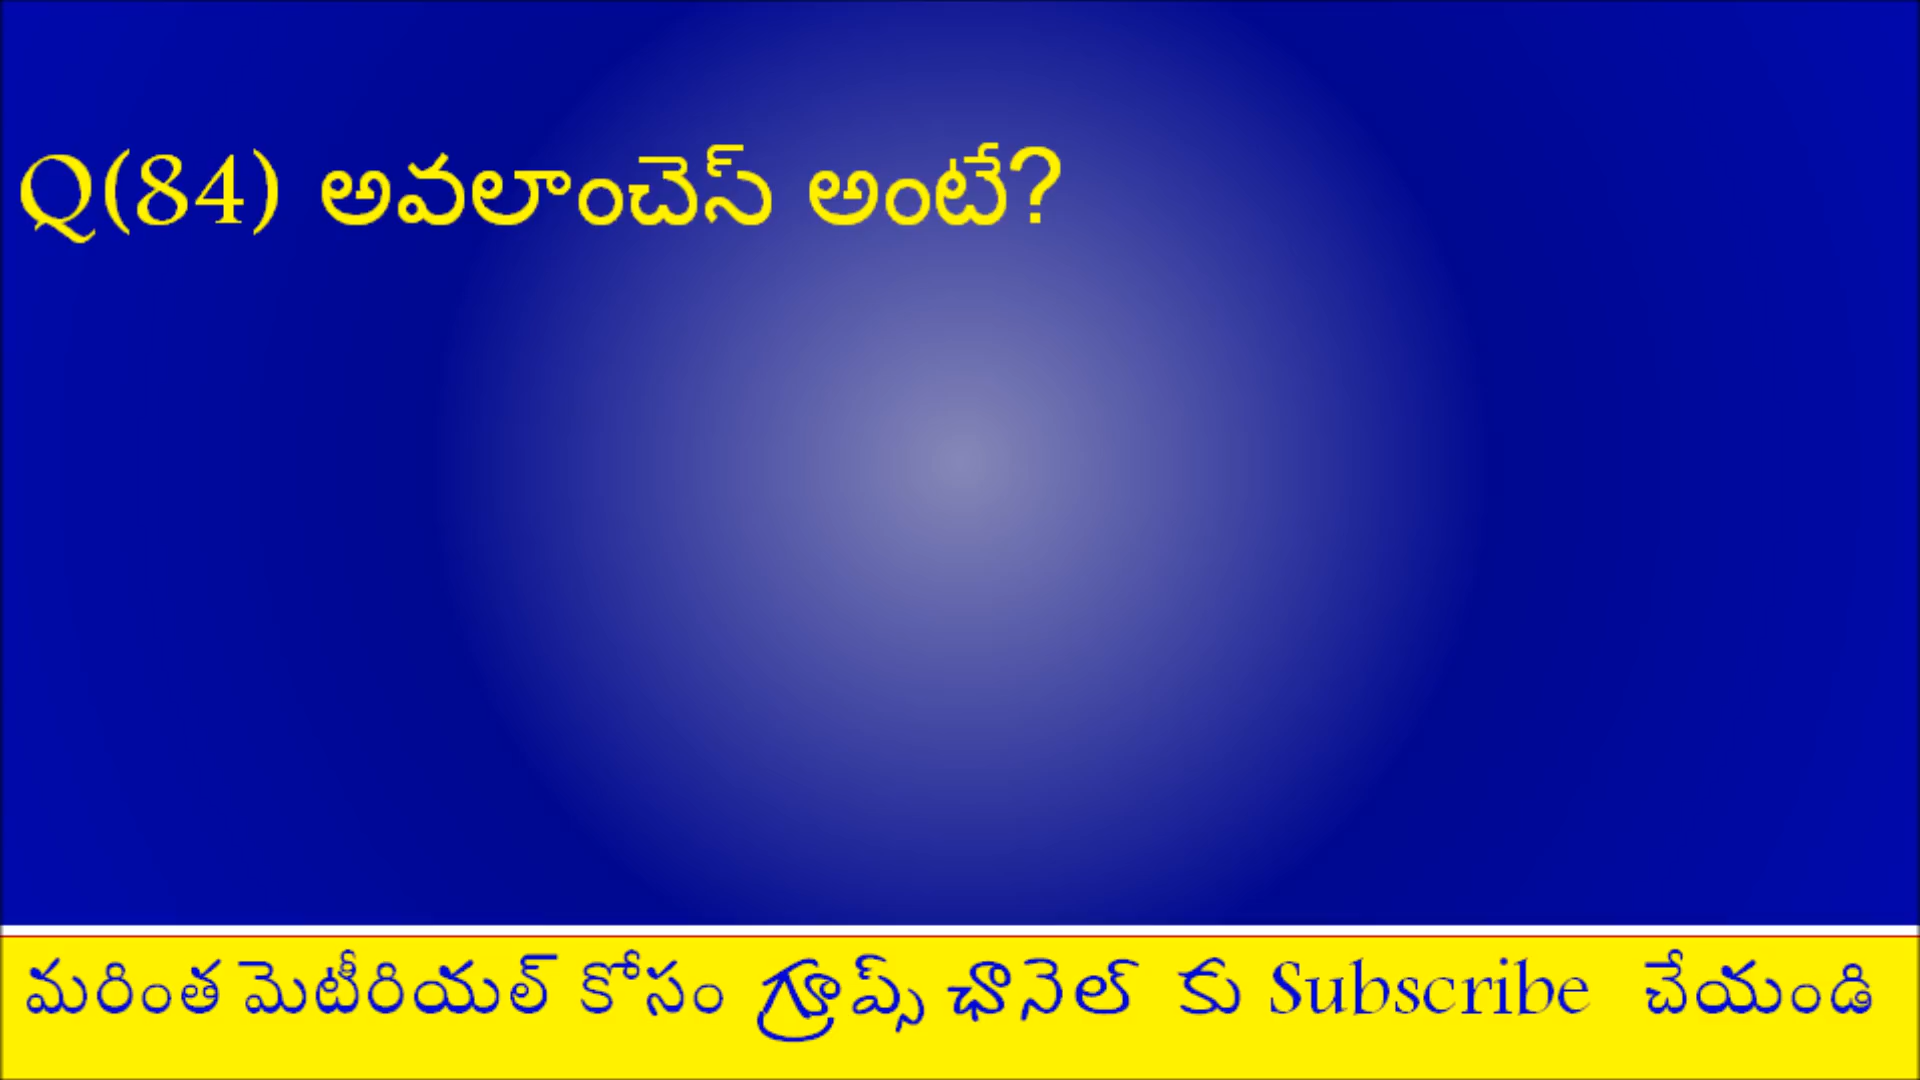 Q(84) అవలాంచెస్ అంటే?
మరింత మెటీరియల్ కోసం గ్రూప్స్ ఛానెల్ కు Subscribe చేయండి